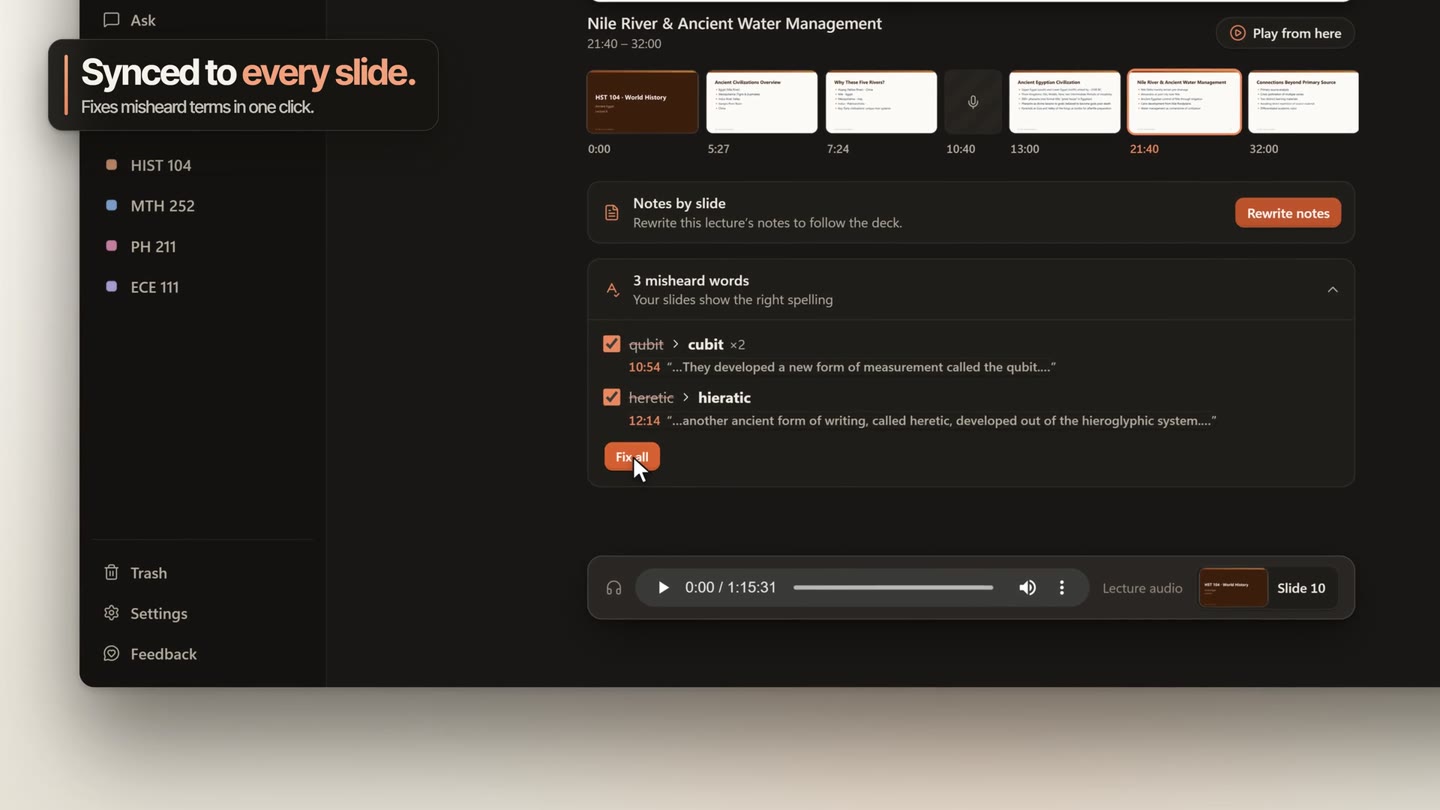 Ask
Synced to every slide.
Fixes misheard terms in one click.
HIST 104
MTH 252
PH 211
ECE 111
Trash
Settings
Feedback
Nile River & Ancient Water Management
21:40 – 32:00
Play from here
HST 104 · World History
Ancient Civilizations Overview
Why These Five Rivers?
Ancient Egyptian Civilization
Nile River & Ancient Water Management
Connections Beyond Primary Source
0:00
5:27
7:24
10:40
13:00
21:40
32:00
Notes by slide
Rewrite this lecture's notes to follow the deck.
Rewrite notes
3 misheard words
Your slides show the right spelling
qubit > cubit ×2
10:54 “...They developed a new form of measurement called the qubit....”
heretic > hieratic
12:14 “...another ancient form of writing, called heretic, developed out of the hieroglyphic system....”
Fix all
0:00 / 1:15:31
Lecture audio
HST 104 · World History
Slide 10